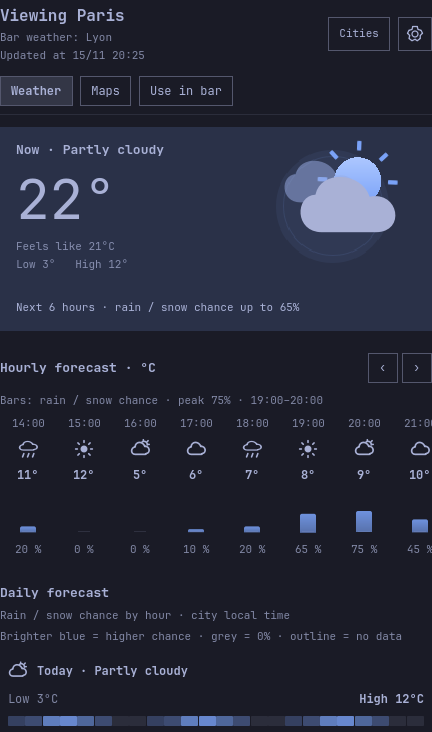 Viewing Paris
Bar weather: Lyon
Updated at 15/11 20:25
Cities
Weather Maps Use in bar
Now · Partly cloudy
22°
Feels like 21°C
Low 3° High 12°
Next 6 hours · rain / snow chance up to 65%
Hourly forecast · °C
‹ ›
Bars: rain / snow chance · peak 75% · 19:00–20:00
14:00 15:00 16:00 17:00 18:00 19:00 20:00 21:00
11° 12° 5° 6° 7° 8° 9° 10°
20 % 0 % 0 % 10 % 20 % 65 % 75 % 45 %
Daily forecast
Rain / snow chance by hour · city local time
Brighter blue = higher chance · grey = 0% · outline = no data
Today · Partly cloudy
Low 3°C High 12°C